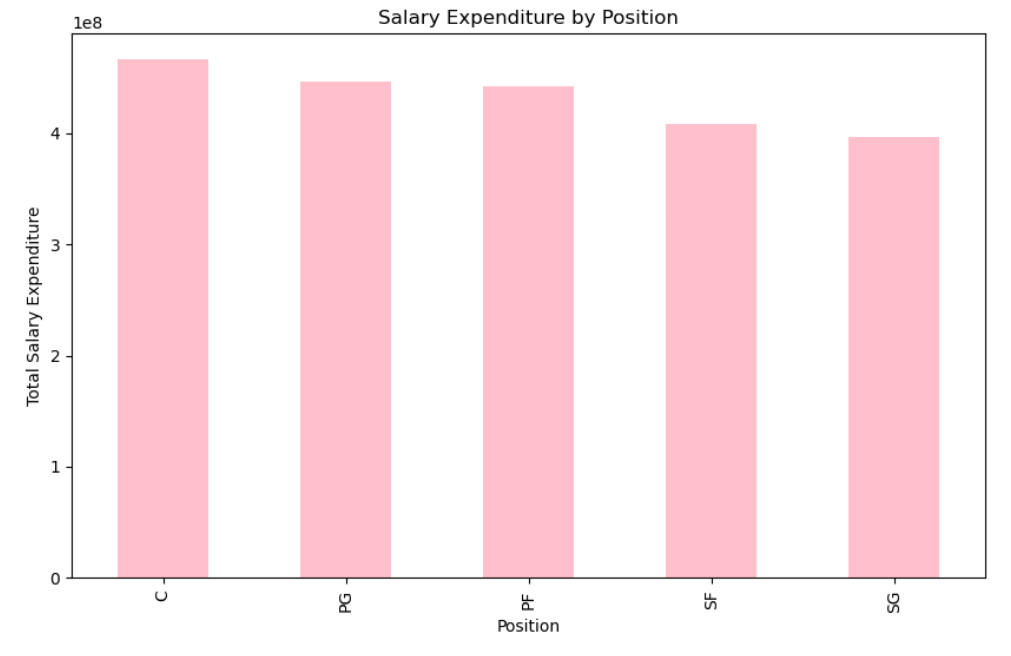 Salary Expenditure by Position
1e8
4
3
2
1
0
Total Salary Expenditure
C
PG
PF
SF
SG
Position